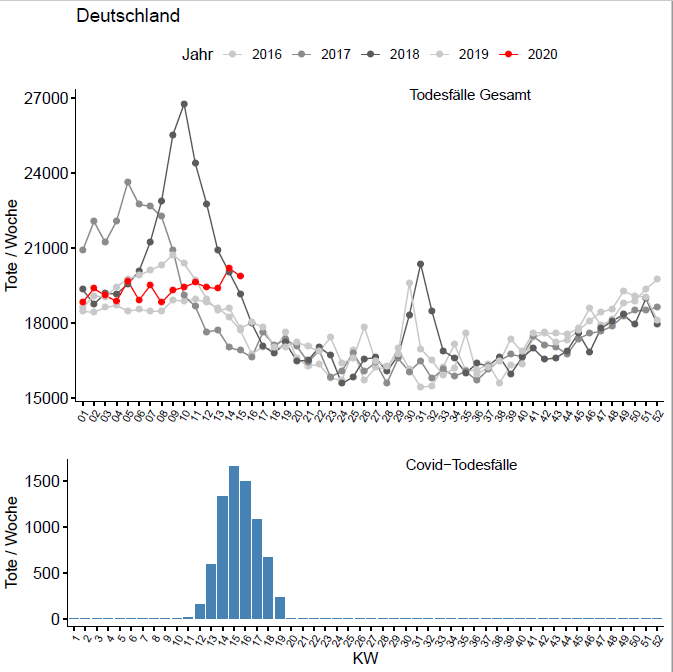 Deutschland
Jahr 2016 2017 2018 2019 2020
Todesfälle Gesamt
27000
24000
21000
18000
15000
Tote / Woche
01 02 03 04 05 06 07 08 09 10 11 12 13 14 15 16 17 18 19 20 21 22 23 24 25 26 27 28 29 30 31 32 33 34 35 36 37 38 39 40 41 42 43 44 45 46 47 48 49 50 51 52
Covid−Todesfälle
1500
1000
500
0
Tote / Woche
1 2 3 4 5 6 7 8 9 10 11 12 13 14 15 16 17 18 19 20 21 22 23 24 25 26 27 28 29 30 31 32 33 34 35 36 37 38 39 40 41 42 43 44 45 46 47 48 49 50 51 52
KW